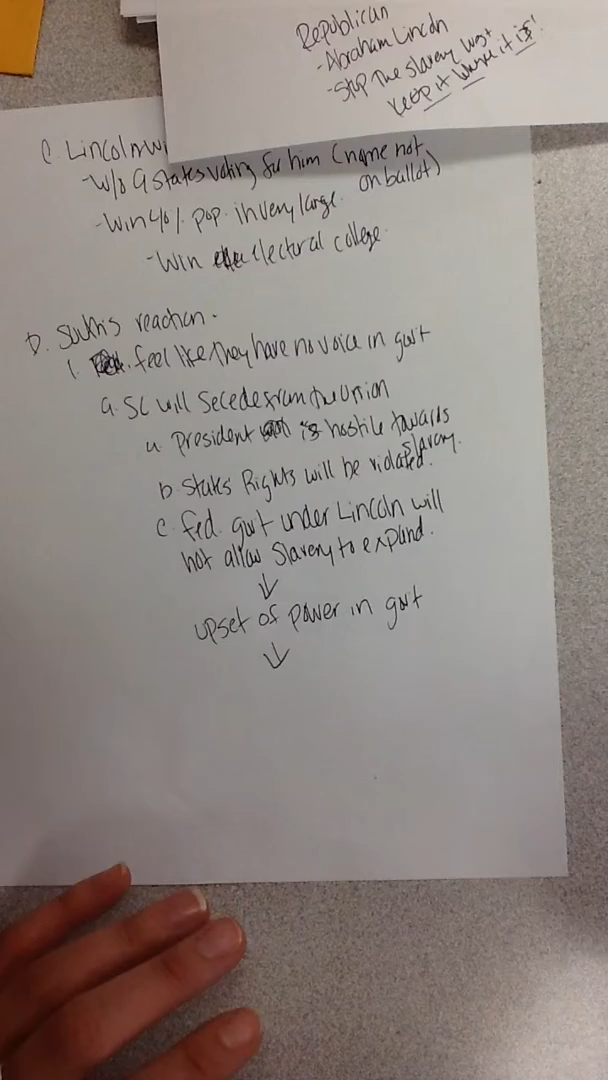 Republican
-Abraham Lincoln
-Stop the slavery west
keep it where it is!
C. Lincoln w
-w/o 9 states voting for him (name not
on ballot)
-Win 40% pop. in very large.
-Win electoral college
D. South's reaction.
1. feel like they have no voice in govt
a. SC will Secede from the Union
a. President is hostile towards
slavery.
b. States Rights will be violated.
c. fed. govt under Lincoln will
not allow Slavery to expand.
↓
upset of power in govt
↓